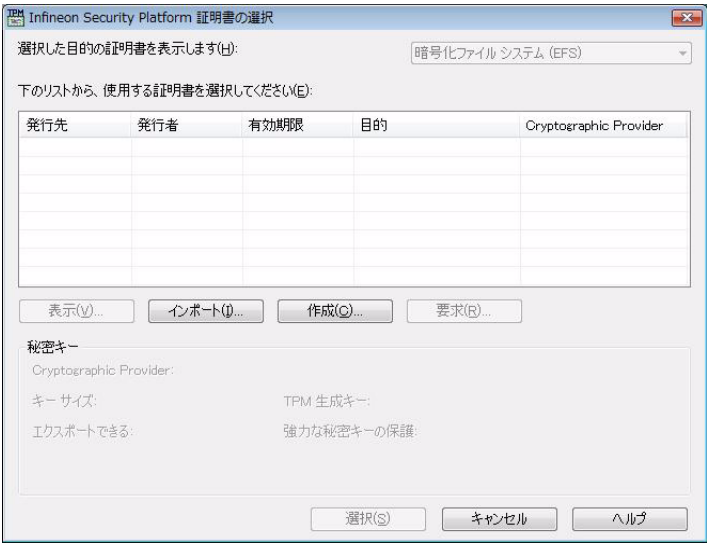 TPM Infineon Security Platform 証明書の選択
選択した目的の証明書を表示します(H):
暗号化ファイル システム (EFS)
下のリストから、使用する証明書を選択してください(E):
発行先 発行者 有効期限 目的 Cryptographic Provider
表示(V)... インポート(I)... 作成(C)... 要求(R)...
秘密キー
Cryptographic Provider:
キー サイズ: TPM 生成キー:
エクスポートできる: 強力な秘密キーの保護:
選択(S) キャンセル ヘルプ